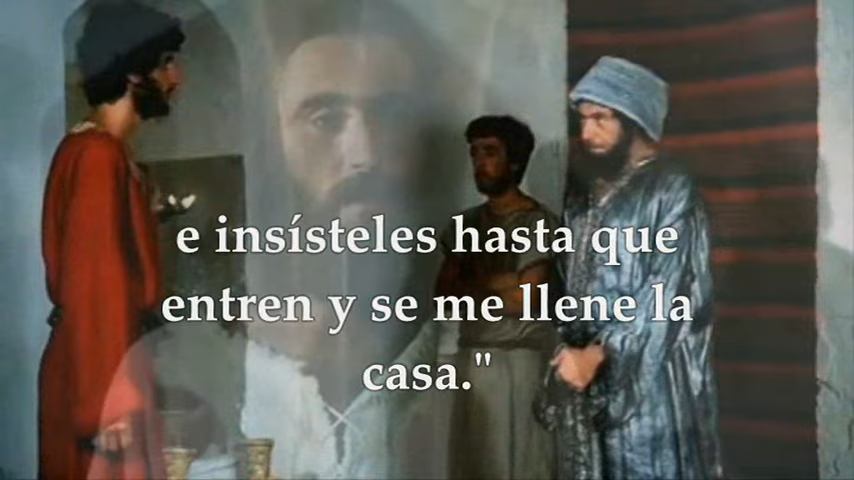 e insísteles hasta que
entren y se me llene la
casa."